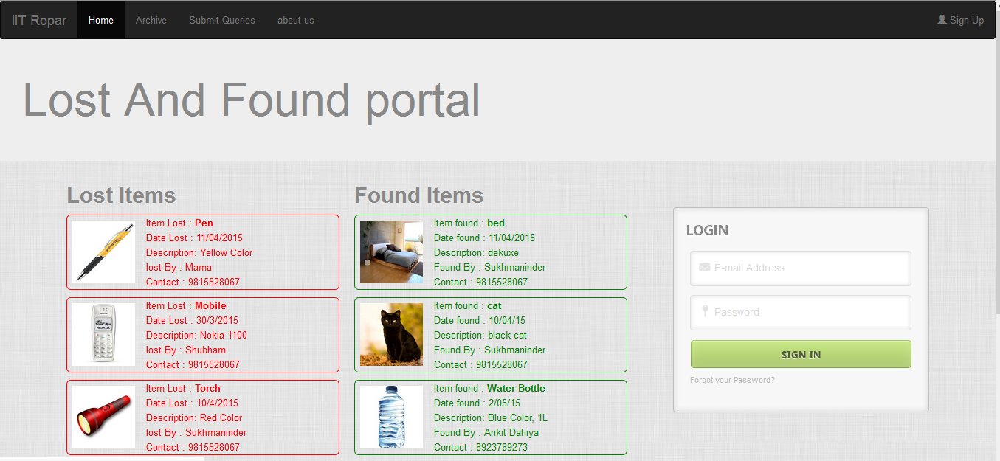 IIT Ropar Home Archive Submit Queries about us Sign Up
Lost And Found portal
Lost Items
Item Lost : Pen
Date Lost : 11/04/2015
Description: Yellow Color
lost By : Mama
Contact : 9815528067
Item Lost : Mobile
Date Lost : 30/3/2015
Description: Nokia 1100
lost By : Shubham
Contact : 9815528067
Item Lost : Torch
Date Lost : 10/4/2015
Description: Red Color
lost By : Sukhmaninder
Contact : 9815528067
Found Items
Item found : bed
Date found : 11/04/2015
Description: dekuxe
Found By : Sukhmaninder
Contact : 9815528067
Item found : cat
Date found : 10/04/15
Description: black cat
Found By : Sukhmaninder
Contact : 9815528067
Item found : Water Bottle
Date found : 2/05/15
Description: Blue Color, 1L
Found By : Ankit Dahiya
Contact : 8923789273
LOGIN
E-mail Address
Password
SIGN IN
Forgot your Password?